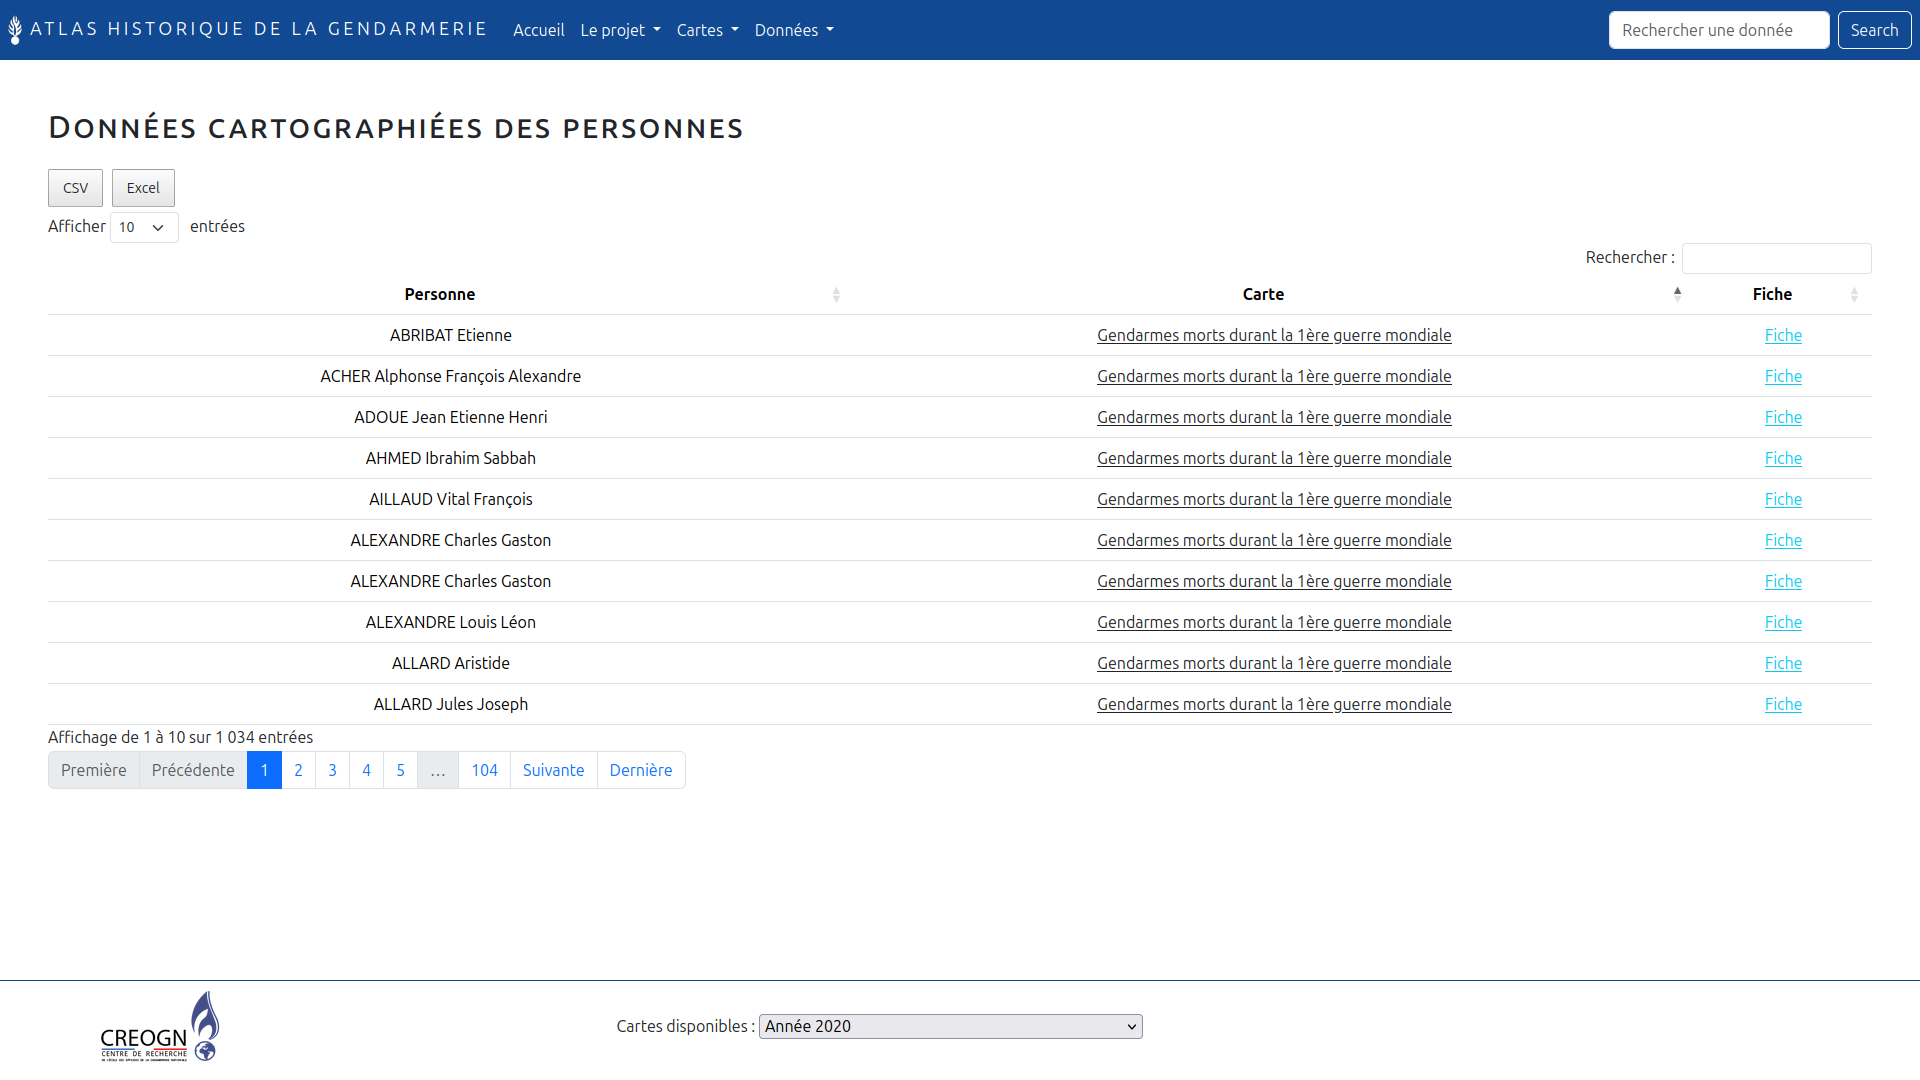 ATLAS HISTORIQUE DE LA GENDARMERIE Accueil Le projet Cartes Données Rechercher une donnée Search
Données cartographiées des personnes
CSV Excel
Afficher 10 entrées
Rechercher :
Personne Carte Fiche
ABRIBAT Etienne Gendarmes morts durant la 1ère guerre mondiale Fiche
ACHER Alphonse François Alexandre Gendarmes morts durant la 1ère guerre mondiale Fiche
ADOUE Jean Etienne Henri Gendarmes morts durant la 1ère guerre mondiale Fiche
AHMED Ibrahim Sabbah Gendarmes morts durant la 1ère guerre mondiale Fiche
AILLAUD Vital François Gendarmes morts durant la 1ère guerre mondiale Fiche
ALEXANDRE Charles Gaston Gendarmes morts durant la 1ère guerre mondiale Fiche
ALEXANDRE Charles Gaston Gendarmes morts durant la 1ère guerre mondiale Fiche
ALEXANDRE Louis Léon Gendarmes morts durant la 1ère guerre mondiale Fiche
ALLARD Aristide Gendarmes morts durant la 1ère guerre mondiale Fiche
ALLARD Jules Joseph Gendarmes morts durant la 1ère guerre mondiale Fiche
Affichage de 1 à 10 sur 1 034 entrées
Première Précédente 1 2 3 4 5 … 104 Suivante Dernière
CREOGN
CENTRE DE RECHERCHE
Cartes disponibles : Année 2020